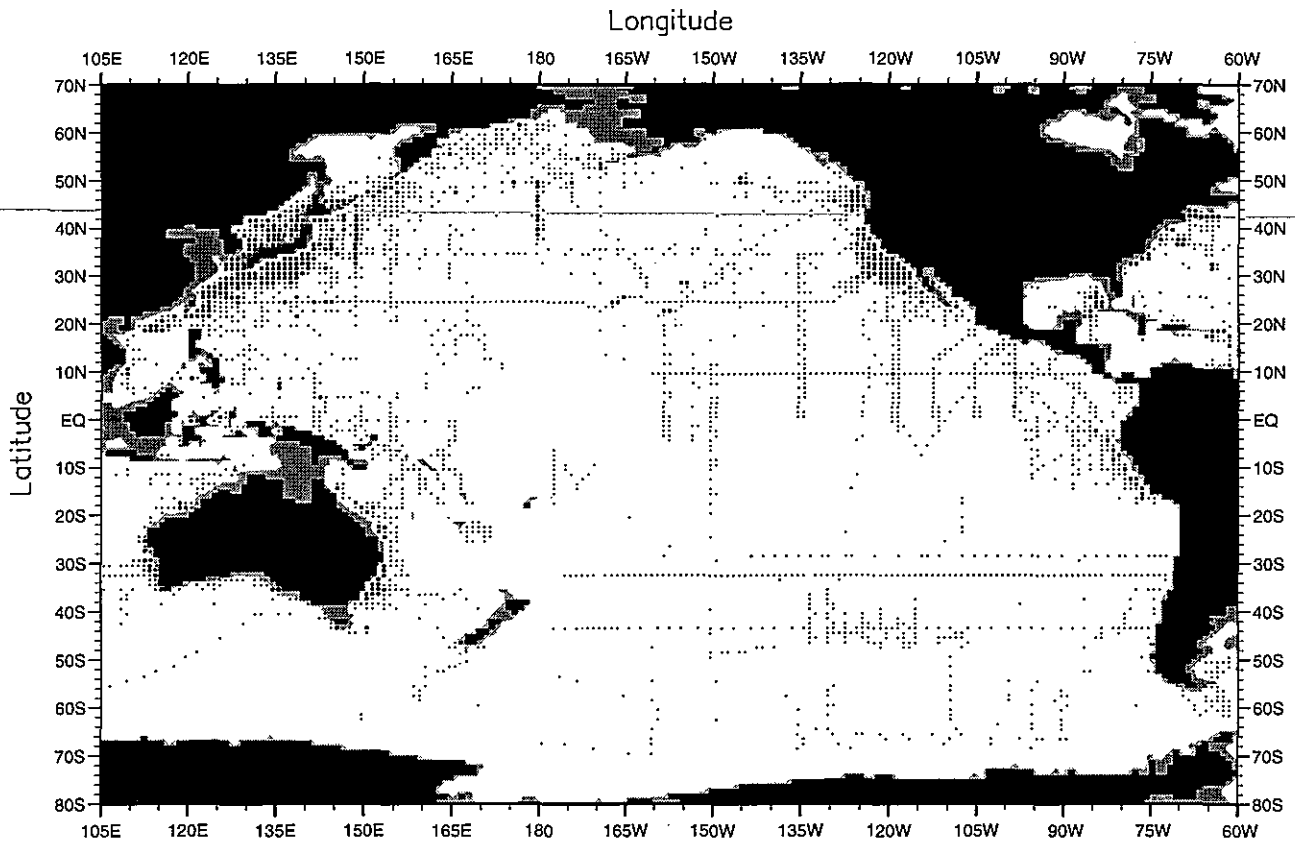 Longitude
105E 120E 135E 150E 165E 180 165W 150W 135W 120W 105W 90W 75W 60W
70N 70N
60N 60N
50N 50N
40N 40N
30N 30N
20N 20N
10N 10N
Latitude
EQ EQ
10S 10S
20S 20S
30S 30S
40S 40S
50S 50S
60S 60S
70S 70S
80S 80S
105E 120E 135E 150E 165E 180 165W 150W 135W 120W 105W 90W 75W 60W